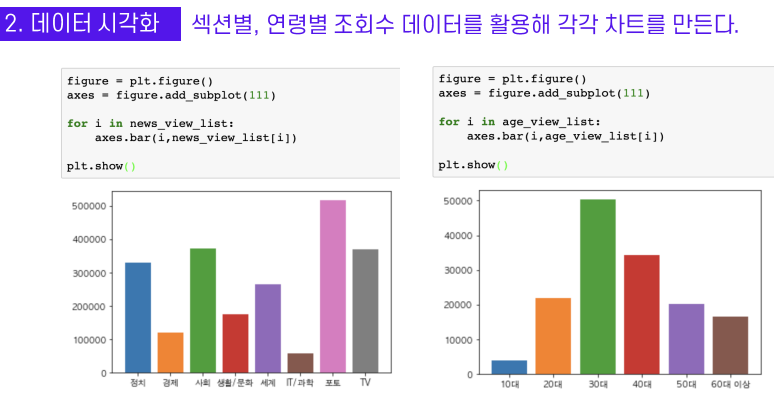 2. 데이터 시각화
섹션별, 연령별 조회수 데이터를 활용해 각각 차트를 만든다.
figure = plt.figure()
axes = figure.add_subplot(111)
for i in news_view_list:
    axes.bar(i,news_view_list[i])
plt.show()
500000
400000
300000
200000
100000
0
정치 경제 사회 생활/문화 세계 IT/과학 포토 TV
figure = plt.figure()
axes = figure.add_subplot(111)
for i in age_view_list:
    axes.bar(i,age_view_list[i])
plt.show()
50000
40000
30000
20000
10000
0
10대 20대 30대 40대 50대 60대 이상